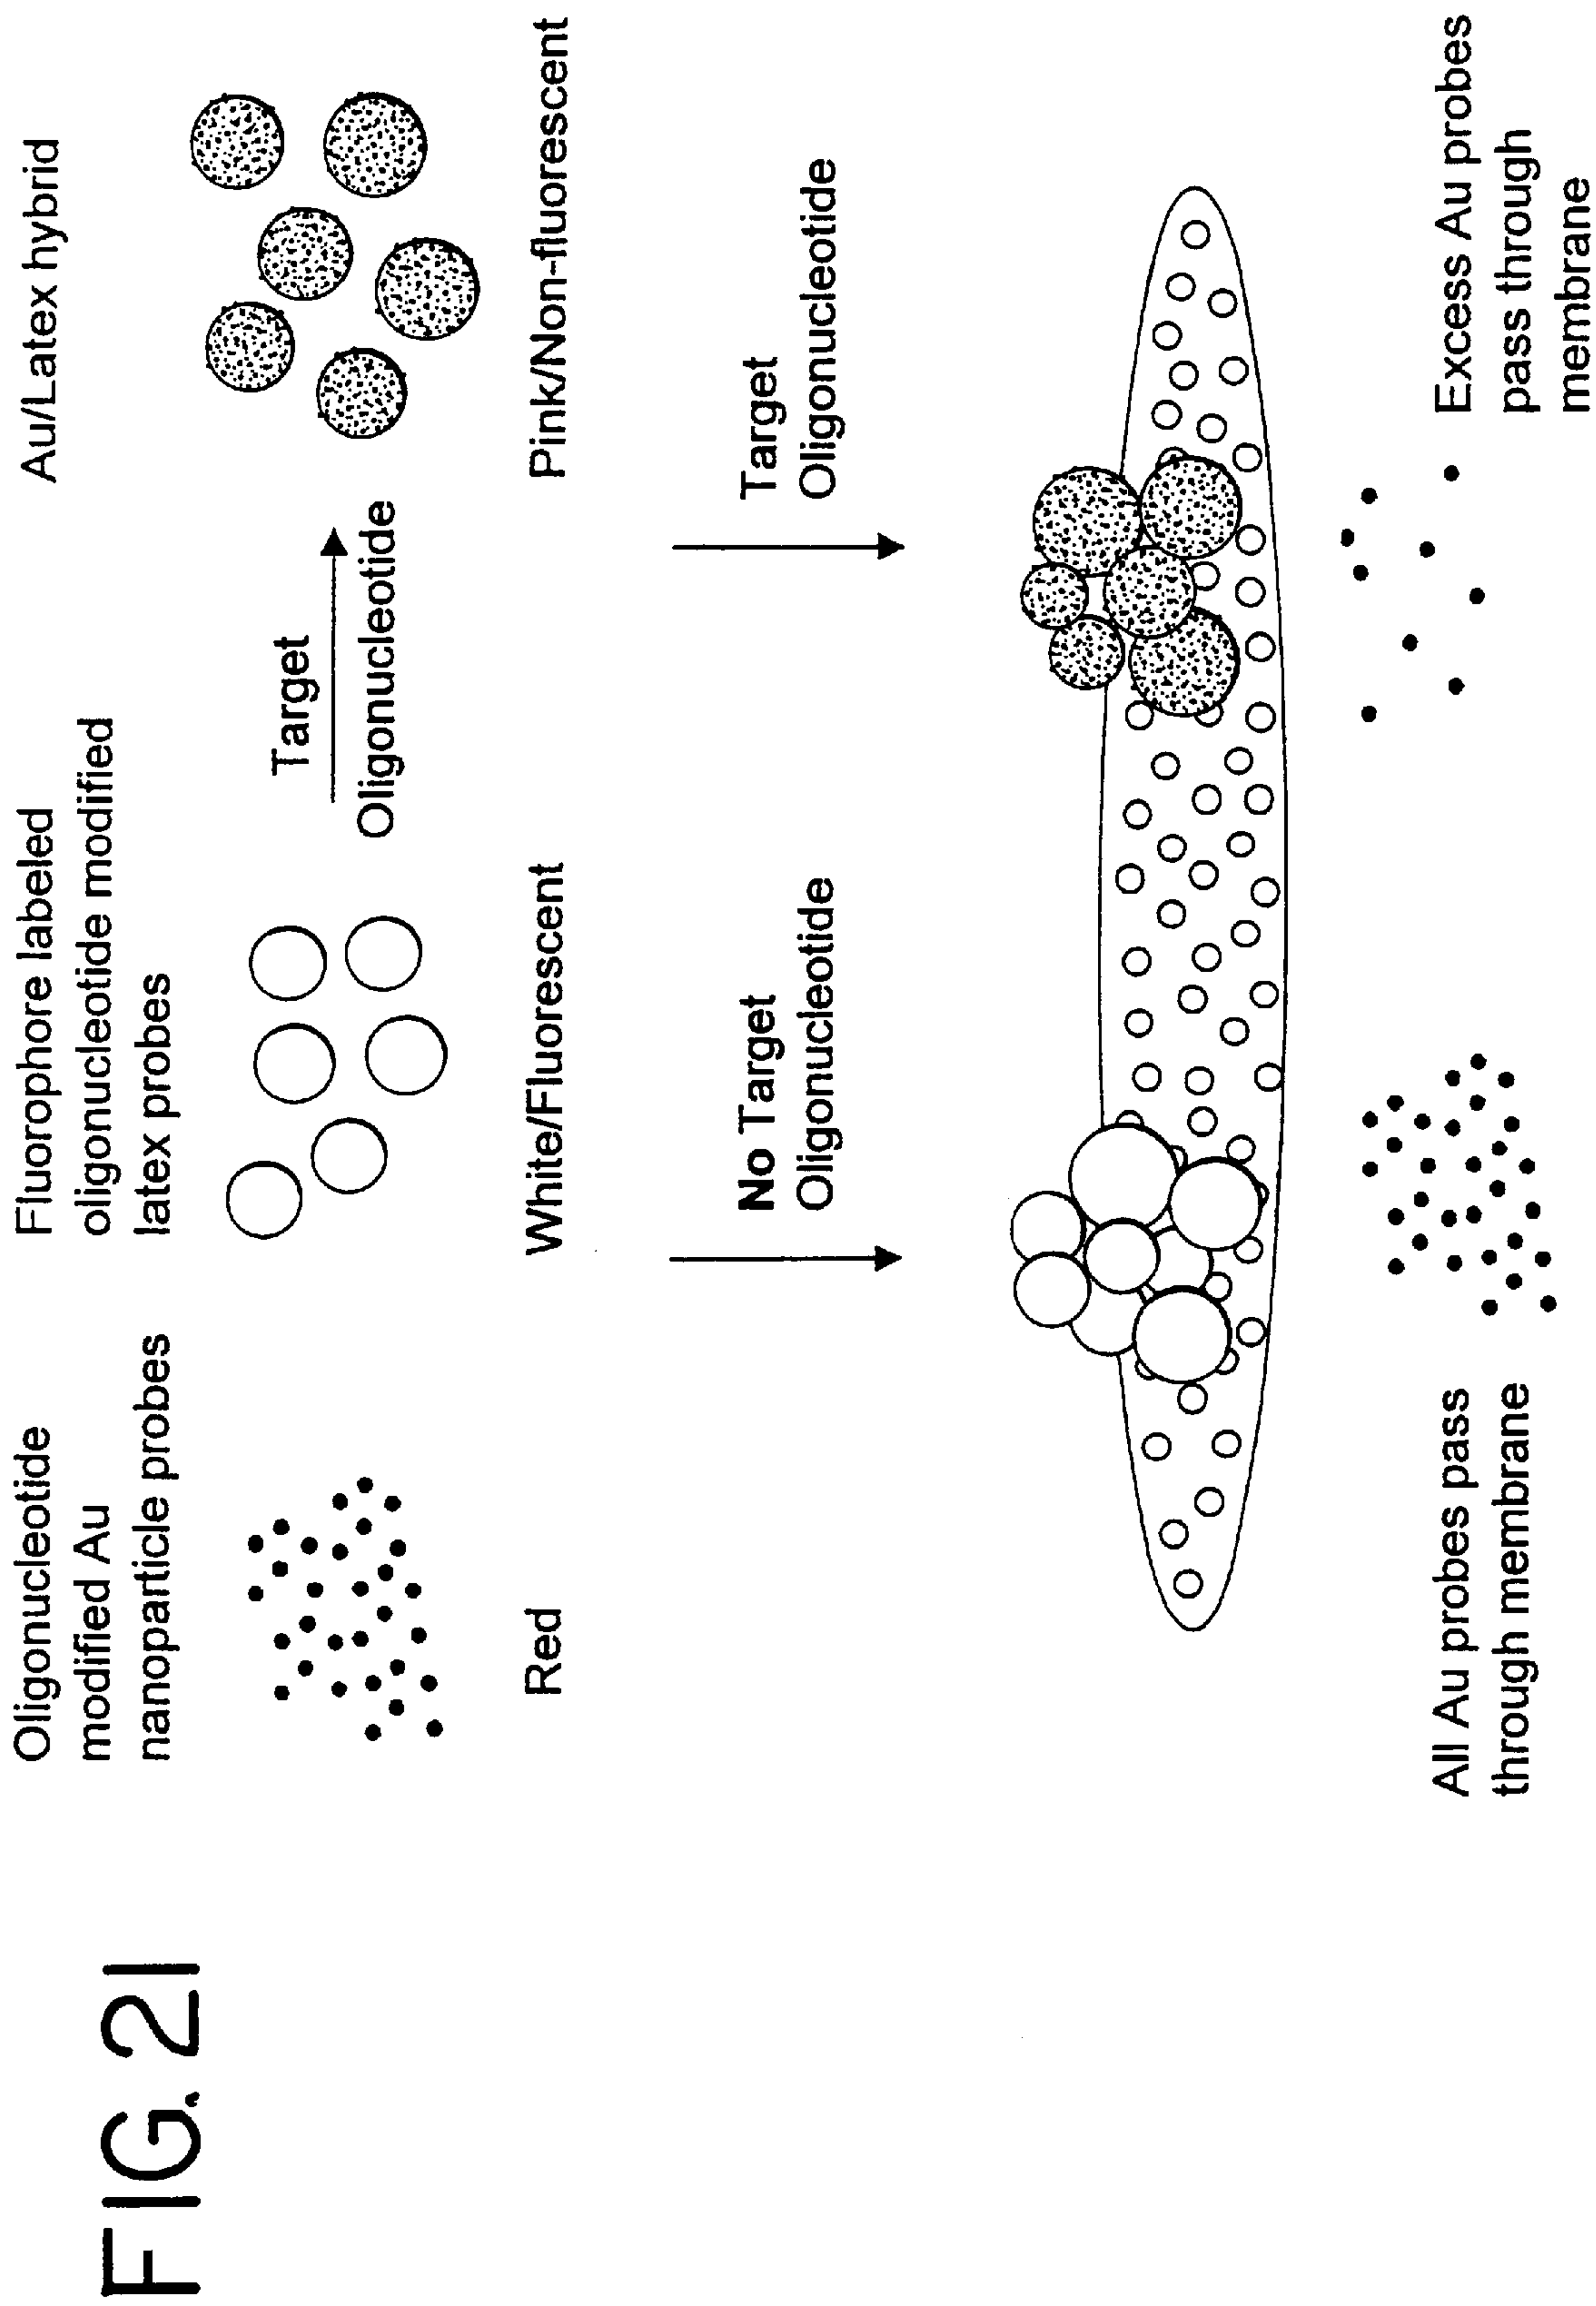 FIG. 21
Oligonucleotide
modified Au
nanoparticle probes
Red
Fluorophore labeled
oligonucleotide modified
latex probes
White/Fluorescent
Target
Oligonucleotide
Au/Latex hybrid
Pink/Non-fluorescent
No Target
Oligonucleotide
Target
Oligonucleotide
All Au probes pass
through membrane
Excess Au probes
pass through
membrane